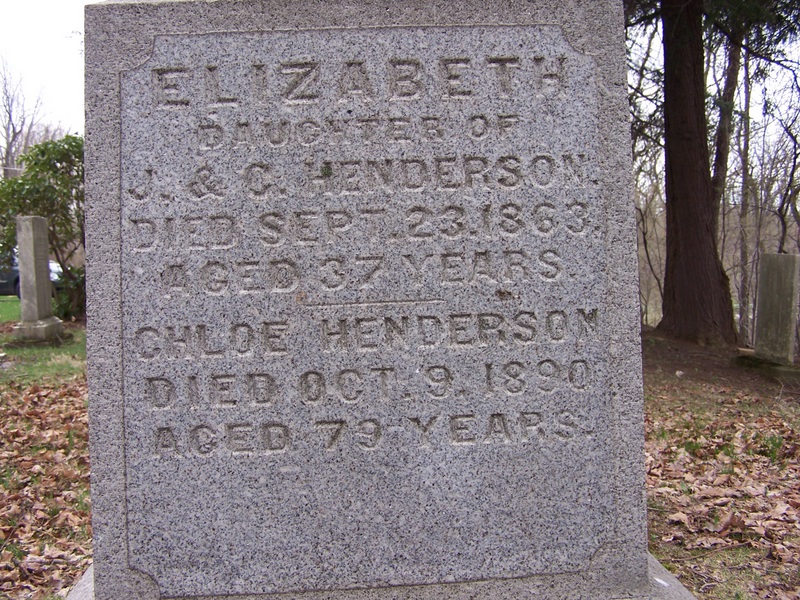 ELIZABETH
DAUGHTER OF
J. & C. HENDERSON.
DIED SEPT. 23. 1863.
AGED 37 YEARS.
CHLOE HENDERSON
DIED OCT. 9. 1890
AGED 79 YEARS.